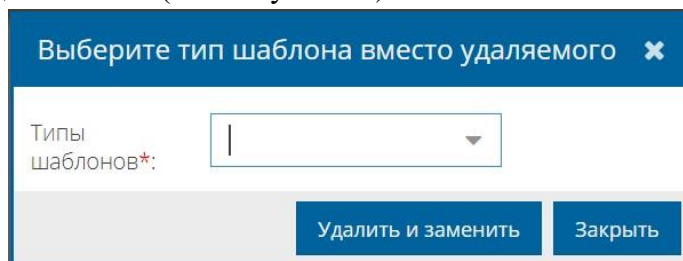 Выберите тип шаблона вместо удаляемого
Типы
шаблонов*:
Удалить и заменить Закрыть